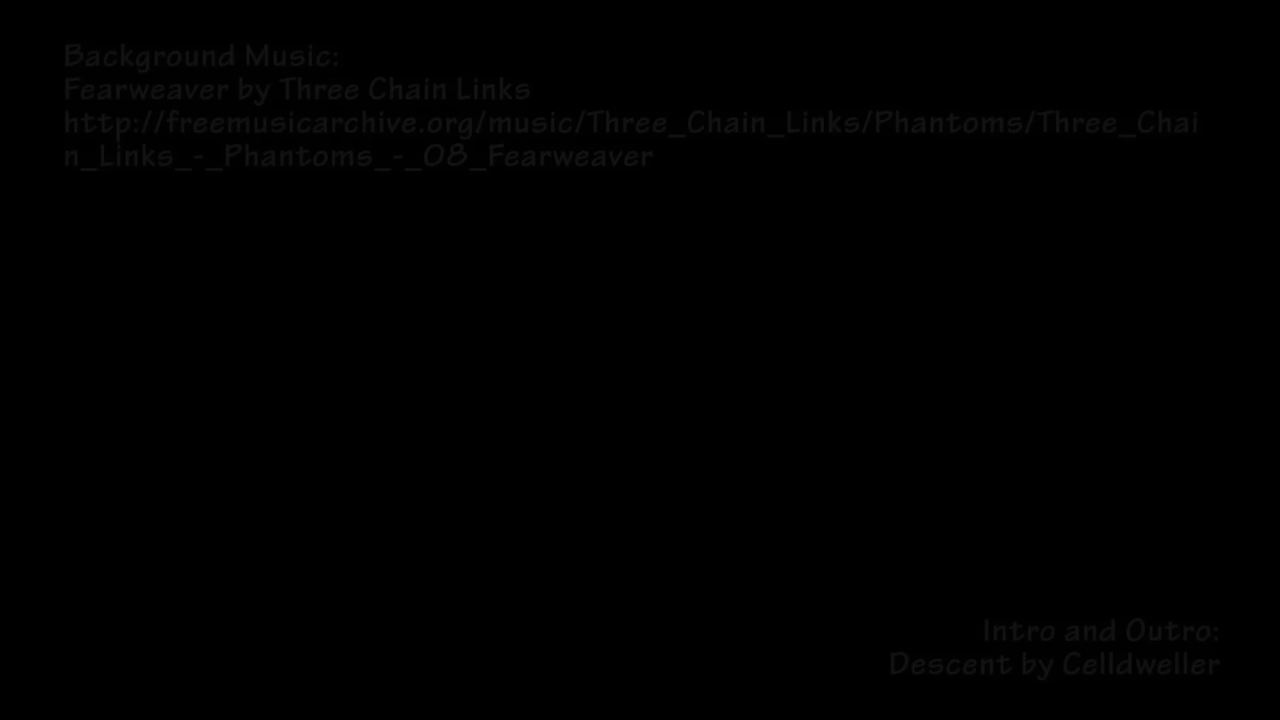 Background Music:
Fearweaver by Three Chain Links
http://freemusicarchive.org/music/Three_Chain_Links/Phantoms/Three_Chai
n_Links_-_Phantoms_-_08_Fearweaver
Intro and Outro:
Descent by Celldweller